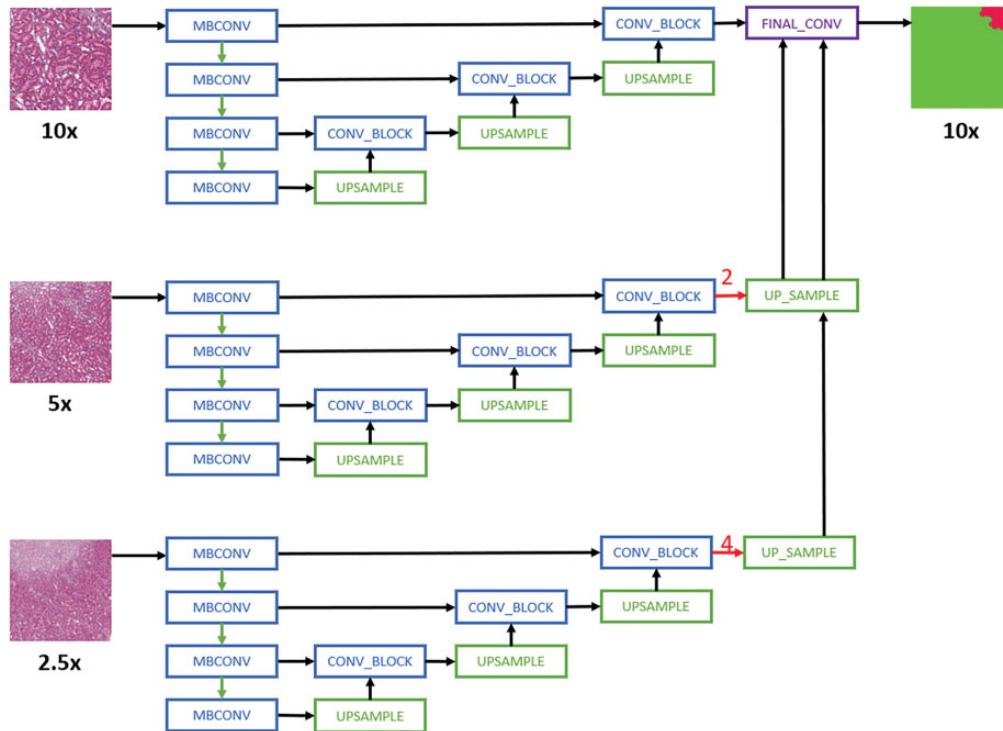 MBCONV CONV_BLOCK FINAL_CONV
MBCONV CONV_BLOCK UPSAMPLE
10x 10x
MBCONV CONV_BLOCK UPSAMPLE
MBCONV UPSAMPLE
2
MBCONV CONV_BLOCK UP_SAMPLE
MBCONV CONV_BLOCK UPSAMPLE
5x
MBCONV CONV_BLOCK UPSAMPLE
MBCONV UPSAMPLE
4
MBCONV CONV_BLOCK UP_SAMPLE
MBCONV CONV_BLOCK UPSAMPLE
2.5x
MBCONV CONV_BLOCK UPSAMPLE
MBCONV UPSAMPLE